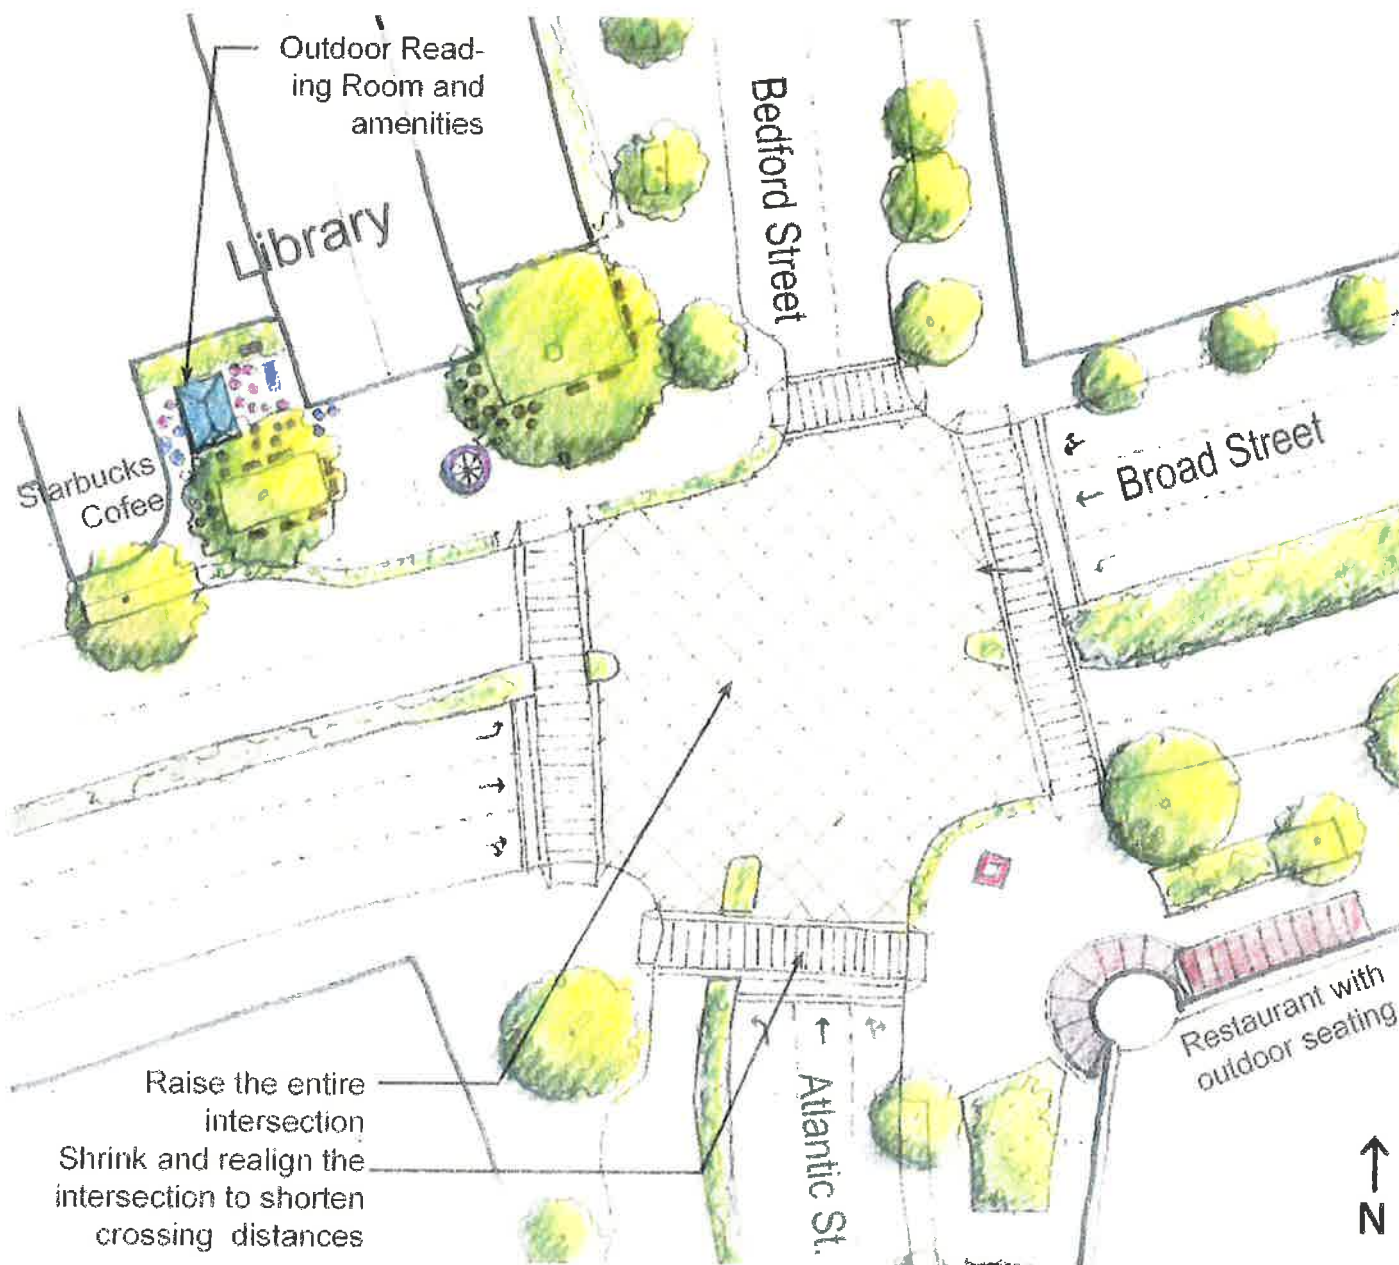 Outdoor Read-
ing Room and
amenities
Bedford Street
Library
Broad Street
Starbucks
Cofee
Restaurant with
outdoor seating
Raise the entire
intersection
Shrink and realign the
intersection to shorten
crossing distances
Atlantic St.
N